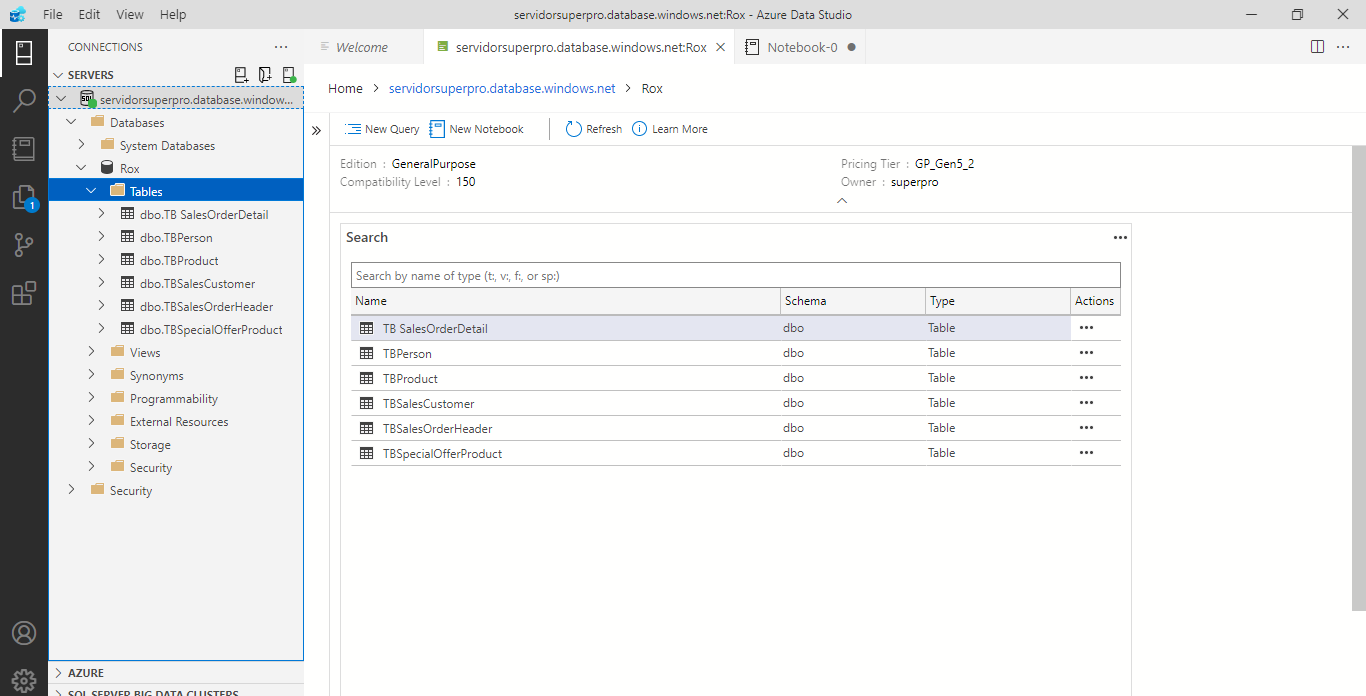 File Edit View Help
servidorsuperpro.database.windows.net:Rox - Azure Data Studio
CONNECTIONS
SERVERS
servidorsuperpro.database.window...
Databases
System Databases
Rox
Tables
dbo.TB SalesOrderDetail
dbo.TBPerson
dbo.TBProduct
dbo.TBSalesCustomer
dbo.TBSalesOrderHeader
dbo.TBSpecialOfferProduct
Views
Synonyms
Programmability
External Resources
Storage
Security
Security
AZURE
SQL SERVER BIG DATA CLUSTERS
1
Welcome
servidorsuperpro.database.windows.net:Rox
Notebook-0
Home > servidorsuperpro.database.windows.net > Rox
New Query New Notebook Refresh Learn More
Edition : GeneralPurpose
Compatibility Level : 150
Pricing Tier : GP_Gen5_2
Owner : superpro
Search
Search by name of type (t:, v:, f:, or sp:)
Name Schema Type Actions
TB SalesOrderDetail dbo Table
TBPerson dbo Table
TBProduct dbo Table
TBSalesCustomer dbo Table
TBSalesOrderHeader dbo Table
TBSpecialOfferProduct dbo Table